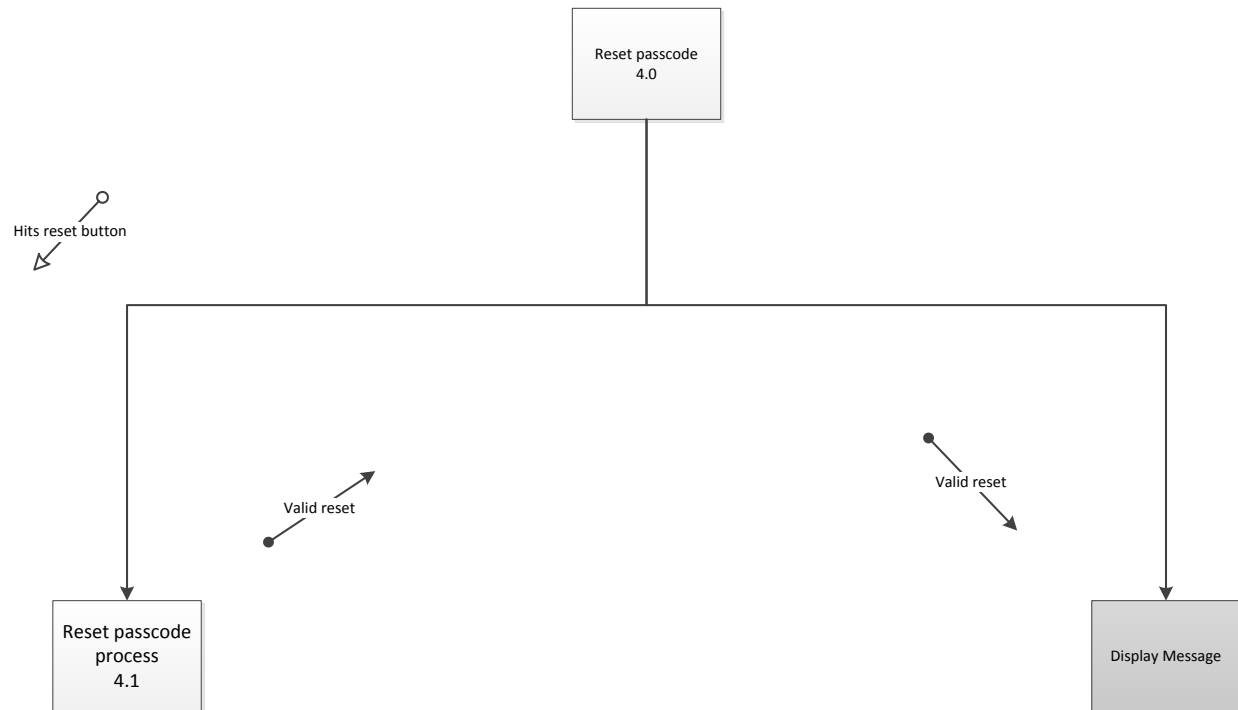 Reset passcode
4.0
Hits reset button
Valid reset
Valid reset
Reset passcode
process
4.1
Display Message